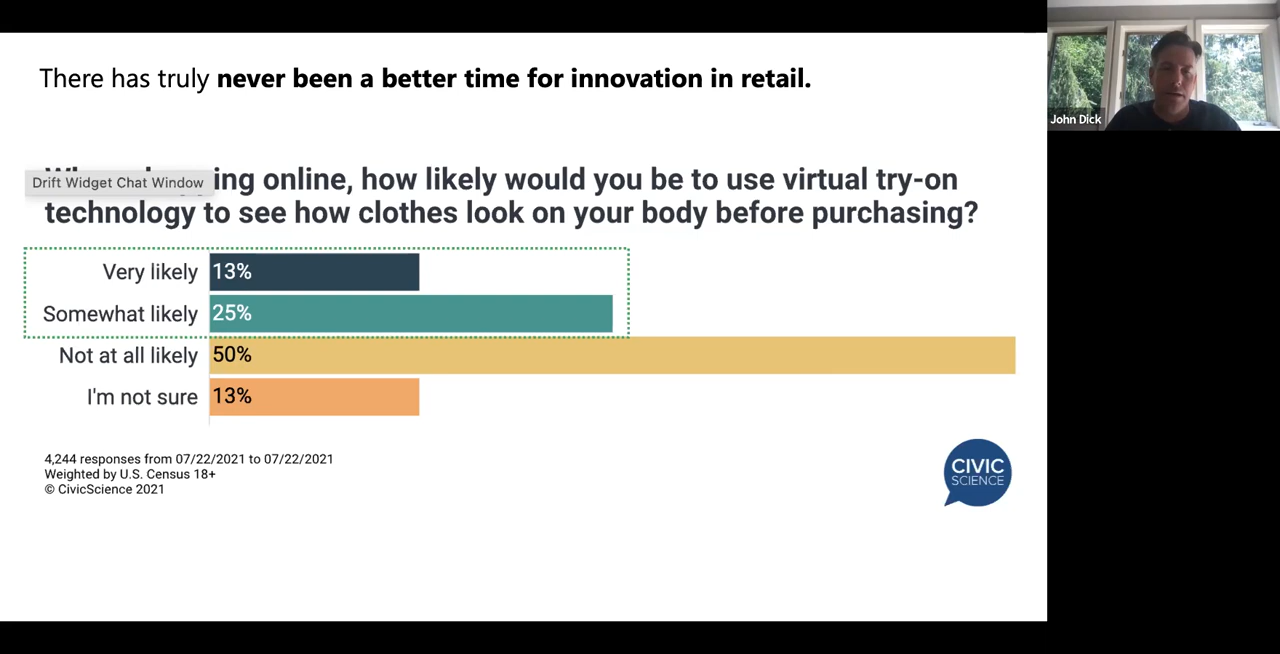 There has truly never been a better time for innovation in retail.
Drift Widget Chat Window
ing online, how likely would you be to use virtual try-on
technology to see how clothes look on your body before purchasing?
Very likely 13%
Somewhat likely 25%
Not at all likely 50%
I'm not sure 13%
4,244 responses from 07/22/2021 to 07/22/2021
Weighted by U.S. Census 18+
© CivicScience 2021
CIVIC
SCIENCE
John Dick